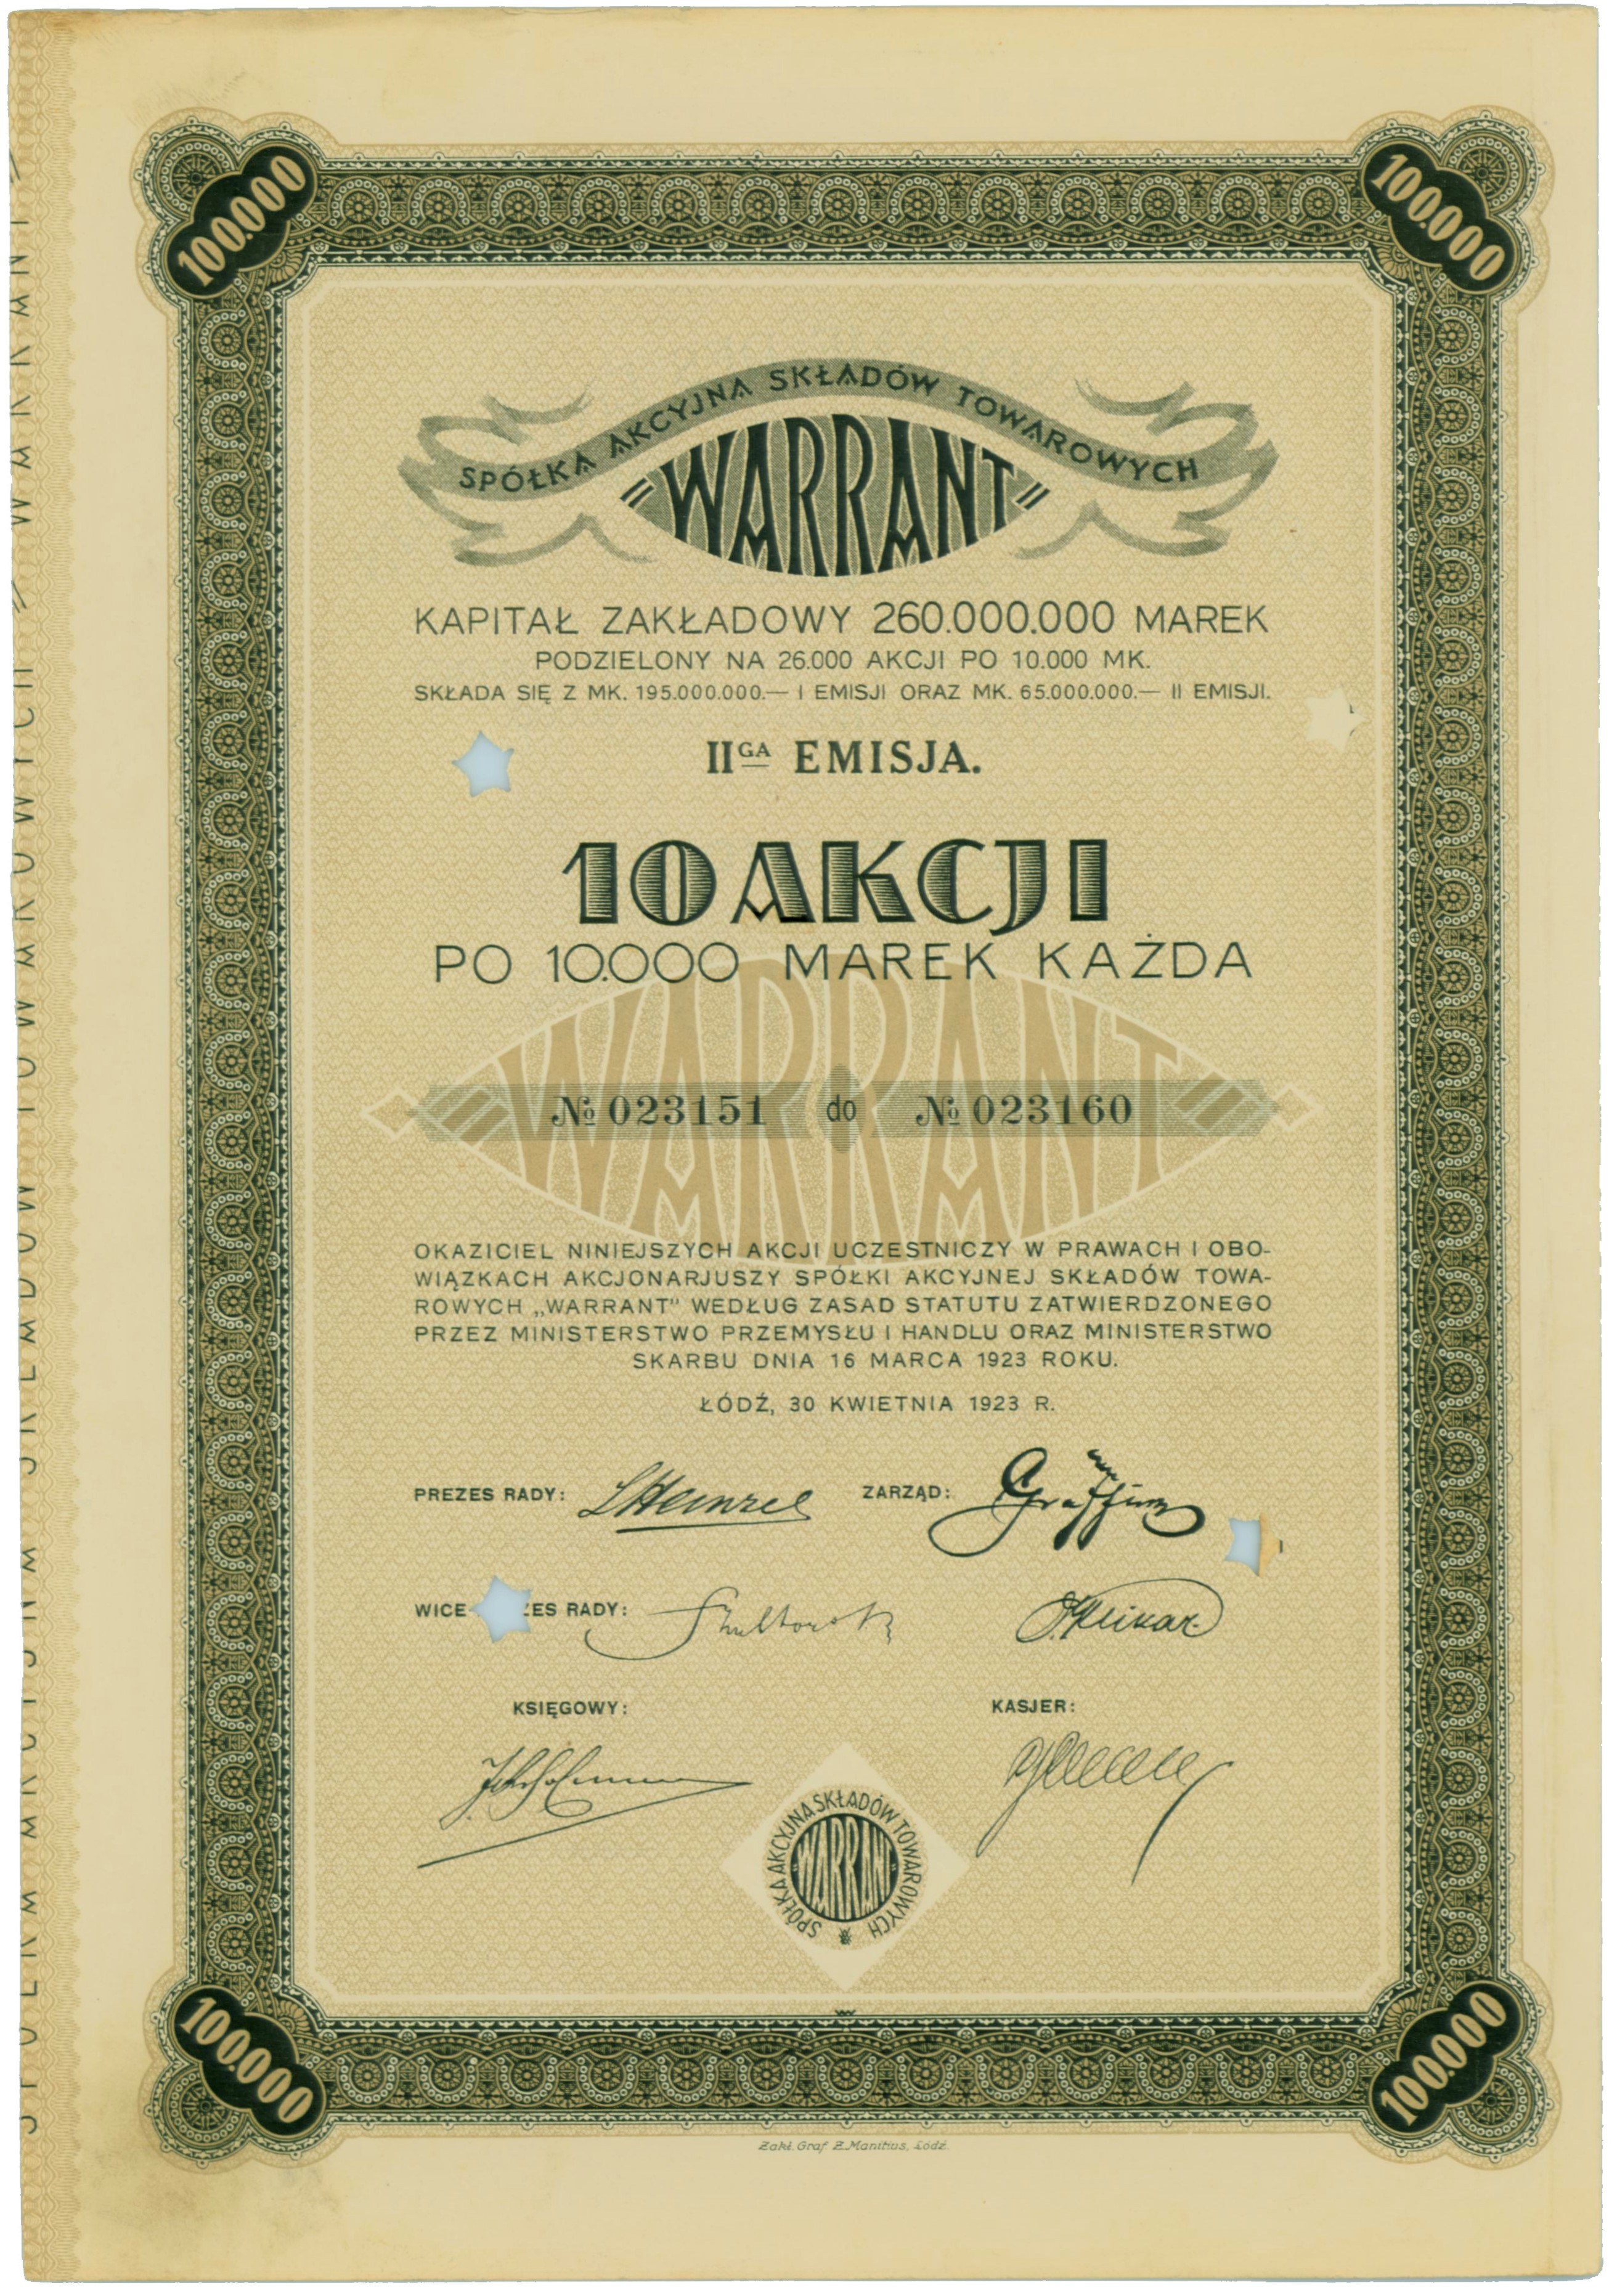 100.000
100.000
SPÓŁKA AKCYJNA SKŁADÓW TOWAROWYCH
"WARRANT"
KAPITAŁ ZAKŁADOWY 260.000.000 MAREK
PODZIELONY NA 26.000 AKCJI PO 10.000 MK.
SKŁADA SIĘ Z MK. 195.000.000.— I EMISJI ORAZ MK. 65.000.000.— II EMISJI.
IIGA EMISJA.
10 AKCJI
PO 10.000 MAREK KAŻDA
WARRANT
№ 023151 do № 023160
OKAZICIEL NINIEJSZYCH AKCJI UCZESTNICZY W PRAWACH I OBO-
WIĄZKACH AKCJONARJUSZY SPÓŁKI AKCYJNEJ SKŁADÓW TOWA-
ROWYCH „WARRANT" WEDŁUG ZASAD STATUTU ZATWIERDZONEGO
PRZEZ MINISTERSTWO PRZEMYSŁU I HANDLU ORAZ MINISTERSTWO
SKARBU DNIA 16 MARCA 1923 ROKU.
ŁÓDŹ, 30 KWIETNIA 1923 R.
PREZES RADY: ZARZĄD:
WICE- ZES RADY:
KSIĘGOWY: KASJER:
SPÓŁKA AKCYJNA SKŁADÓW TOWAROWYCH
"WARRANT"
100.000
100.000
Zakł. Graf. Z. Manitius, Łódź.